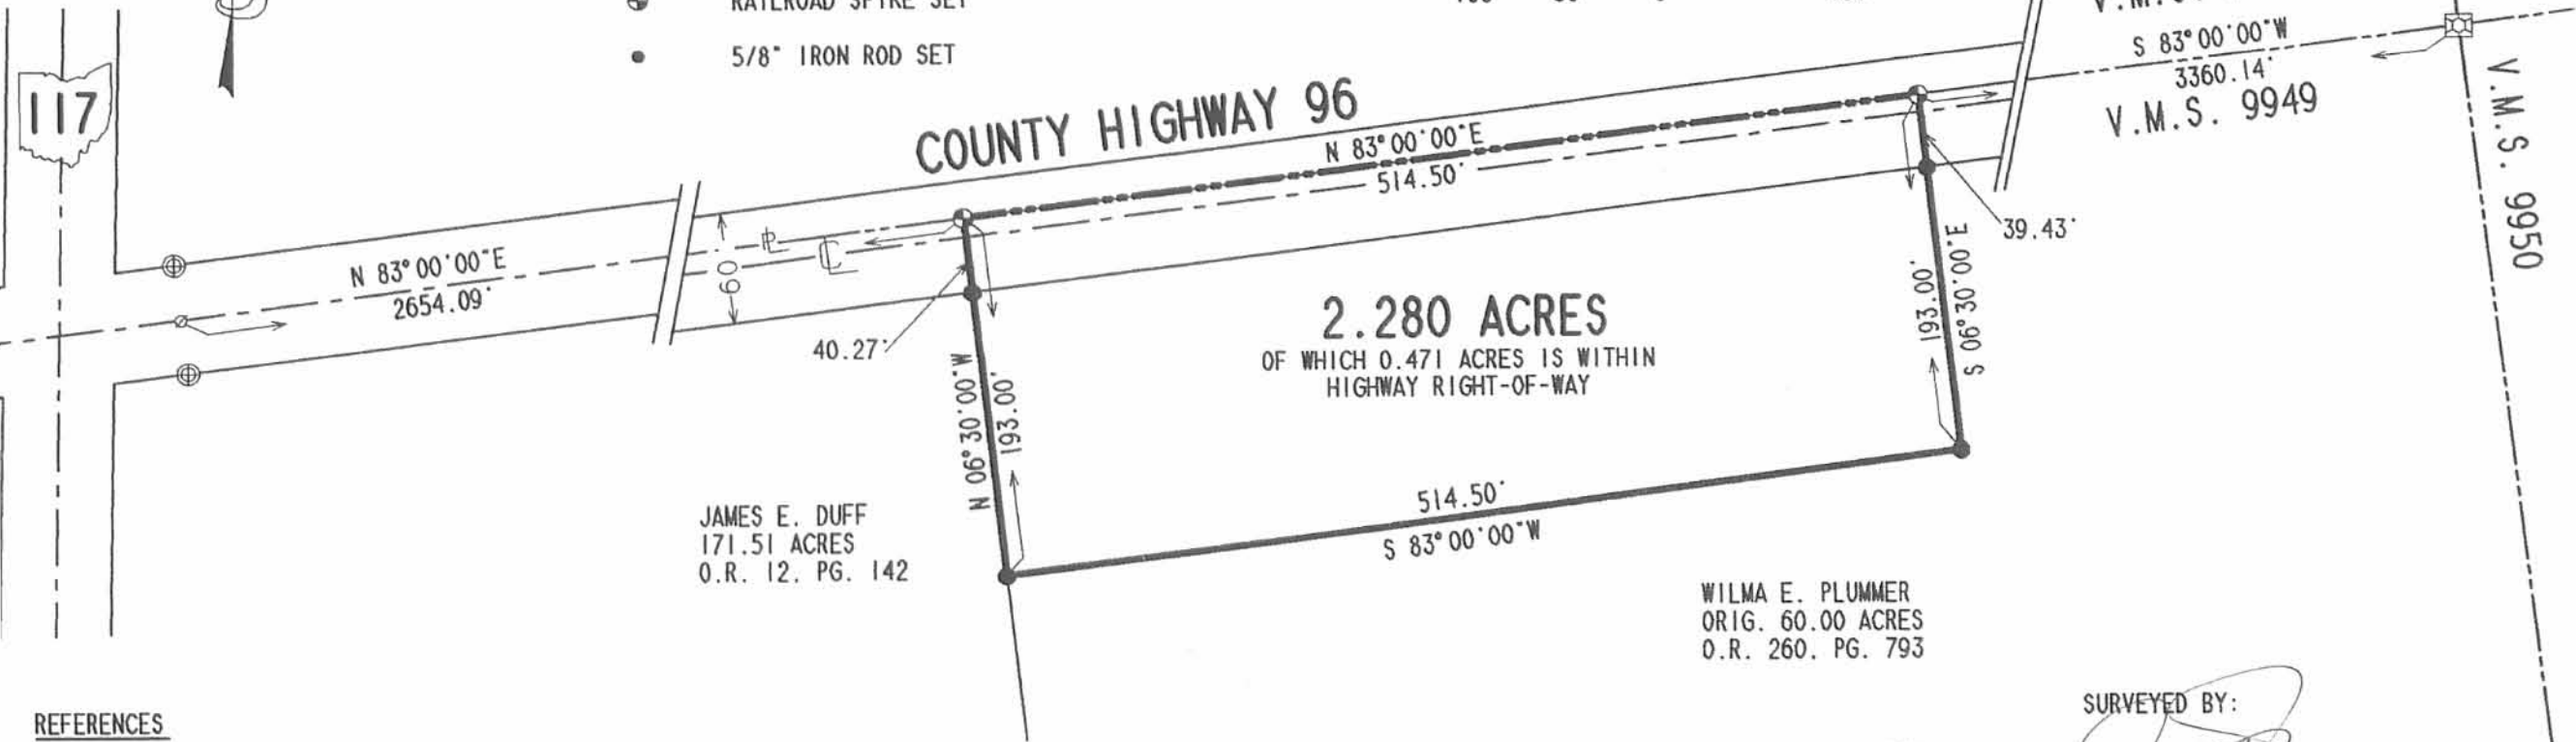 5/8" IRON ROD SET
117
COUNTY HIGHWAY 96
S 83°00'00"W
3360.14'
V.M.S. 9949
V.M.S. 9950
N 83°00'00"E
514.50'
N 83°00'00"E
2654.09'
60'
PL
CL
39.43'
40.27'
2.280 ACRES
OF WHICH 0.471 ACRES IS WITHIN
HIGHWAY RIGHT-OF-WAY
N 06°30'00"W
193.00'
193.00'
S 06°30'00"E
514.50'
S 83°00'00"W
JAMES E. DUFF
171.51 ACRES
O.R. 12. PG. 142
WILMA E. PLUMMER
ORIG. 60.00 ACRES
O.R. 260. PG. 793
REFERENCES
SURVEYED BY: